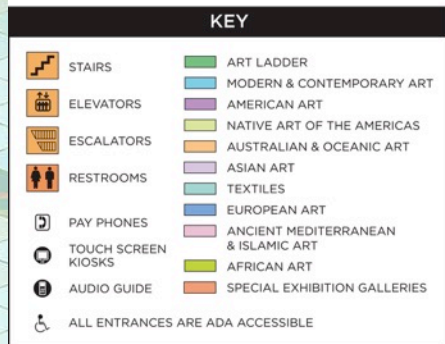 KEY
STAIRS
ELEVATORS
ESCALATORS
RESTROOMS
PAY PHONES
TOUCH SCREEN
KIOSKS
AUDIO GUIDE
ART LADDER
MODERN & CONTEMPORARY ART
AMERICAN ART
NATIVE ART OF THE AMERICAS
AUSTRALIAN & OCEANIC ART
ASIAN ART
TEXTILES
EUROPEAN ART
ANCIENT MEDITERRANEAN
& ISLAMIC ART
AFRICAN ART
SPECIAL EXHIBITION GALLERIES
ALL ENTRANCES ARE ADA ACCESSIBLE